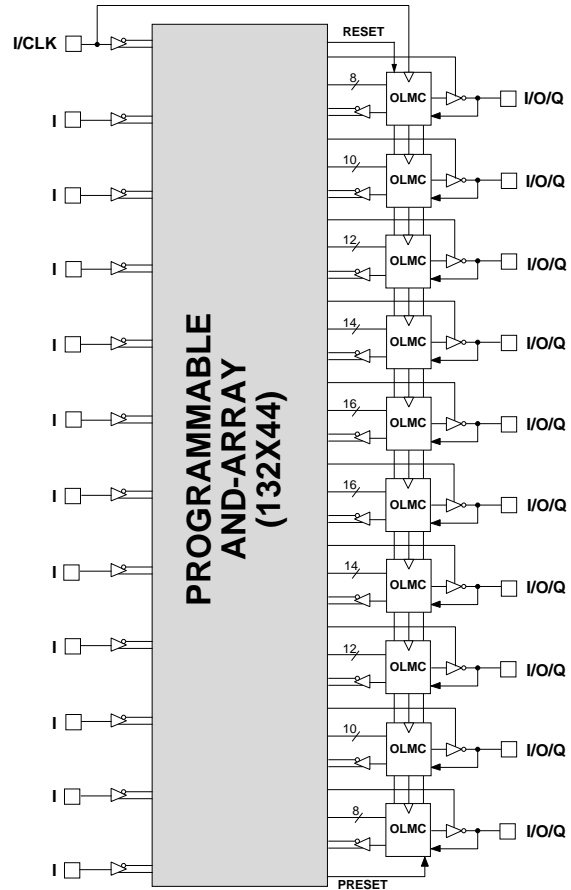 RESET
I/CLK
8
OLMC
I/O/Q
I
10
OLMC
I/O/Q
I
12
OLMC
I/O/Q
I
14
OLMC
I/O/Q
I
PROGRAMMABLE
AND-ARRAY
(132X44)
16
OLMC
I/O/Q
I
16
OLMC
I/O/Q
I
14
OLMC
I/O/Q
I
12
OLMC
I/O/Q
I
10
OLMC
I/O/Q
I
8
OLMC
I/O/Q
I
I
PRESET